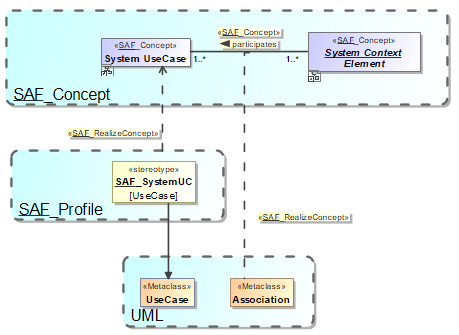 «SAF_Concept»
participates
«SAF_Concept»
System UseCase
«SAF_Concept»
System Context
Element
1..*
1..*
SAF_Concept
«SAF_RealizeConcept»
«stereotype»
SAF_SystemUC
[UseCase]
SAF_Profile
«SAF_RealizeConcept»
«Metaclass»
UseCase
«Metaclass»
Association
UML